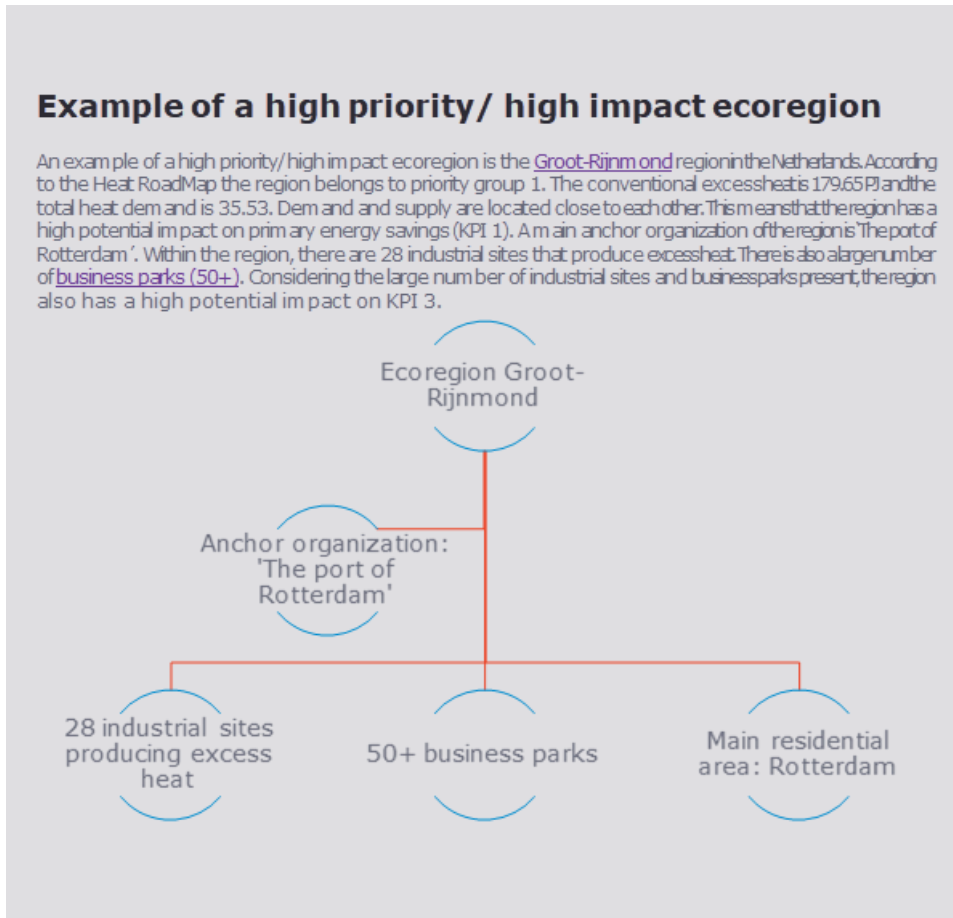 Example of a high priority/ high impact ecoregion
An example of a high priority/high impact ecoregion is the Groot-Rijnmond region in the Netherlands. According
to the Heat RoadMap the region belongs to priority group 1. The conventional excess heat is 179.65 PJ and the
total heat demand is 35.53. Demand and supply are located close to each other. This means that the region has a
high potential impact on primary energy savings (KPI 1). A main anchor organization of the region is 'The port of
Rotterdam´. Within the region, there are 28 industrial sites that produce excess heat. There is also a large number
of business parks (50+). Considering the large number of industrial sites and business parks present, the region
also has a high potential impact on KPI 3.
Ecoregion Groot-
Rijnmond
Anchor organization:
'The port of
Rotterdam'
28 industrial sites
producing excess
heat
50+ business parks
Main residential
area: Rotterdam